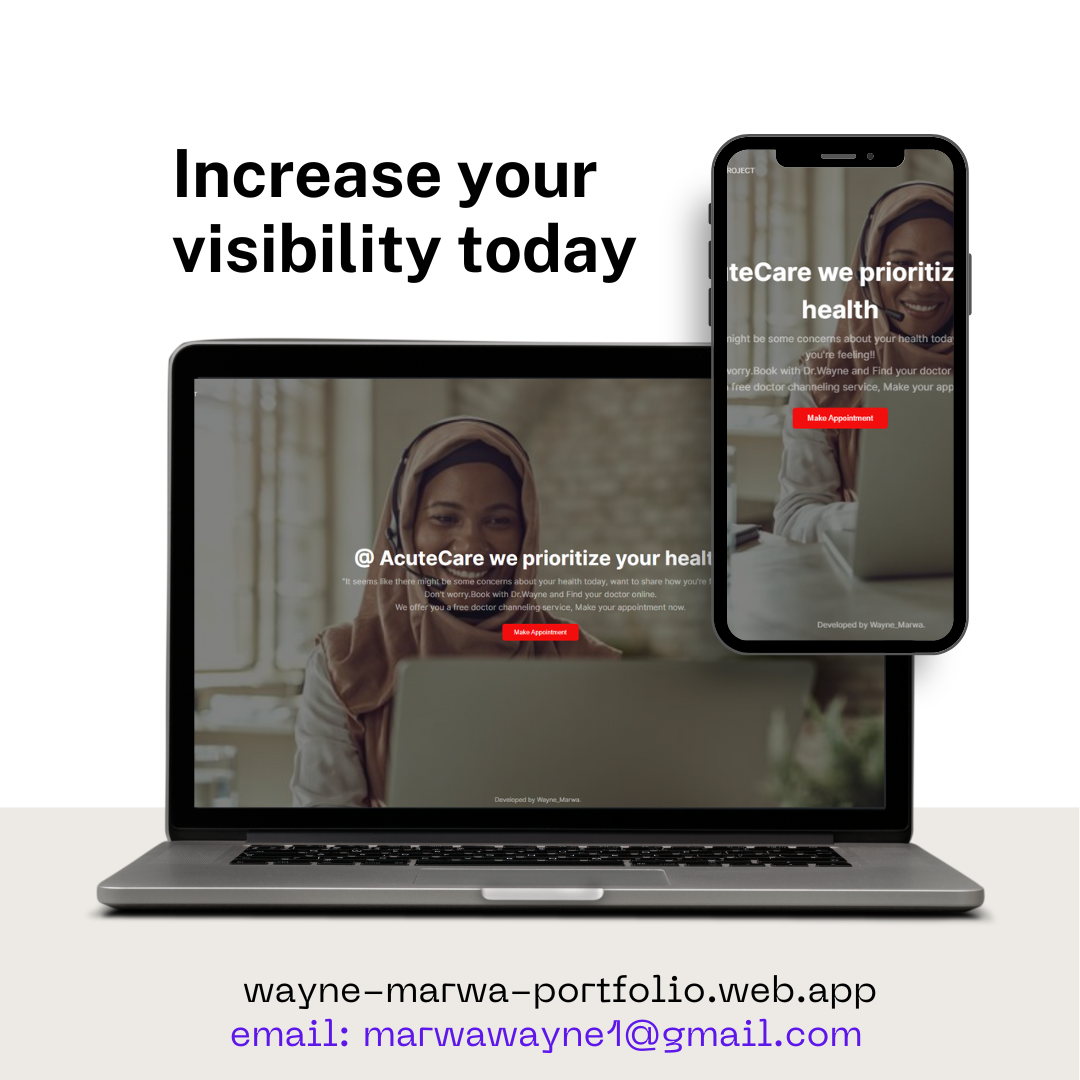 Increase your
visibility today
ROJECT
uteCare we prioritiz
health
might be some concerns about your health toda
you're feeling!!
worry.Book with Dr.Wayne and Find your doctor
free doctor channeling service, Make your app
Make Appointment
Developed by Wayne_Marwa.
T
@ AcuteCare we prioritize your healt
"It seems like there might be some concerns about your health today, want to share how you're f
Don't worry.Book with Dr.Wayne and Find your doctor online.
We offer you a free doctor channeling service, Make your appointment now.
Make Appointment
Developed by Wayne_Marwa.
wayne-marwa-portfolio.web.app
email: marwawayne1@gmail.com